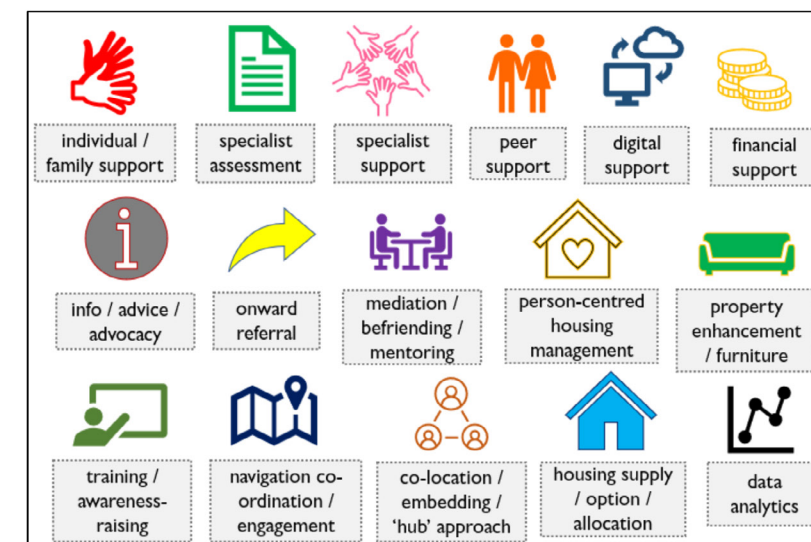 individual /
family support
specialist
assessment
specialist
support
peer
support
digital
support
financial
support
i
info / advice /
advocacy
onward
referral
mediation /
befriending /
mentoring
person-centred
housing
management
property
enhancement
/ furniture
training /
awareness-
raising
navigation co-
ordination /
engagement
co-location /
embedding /
‘hub’ approach
housing supply
/ option /
allocation
data
analytics